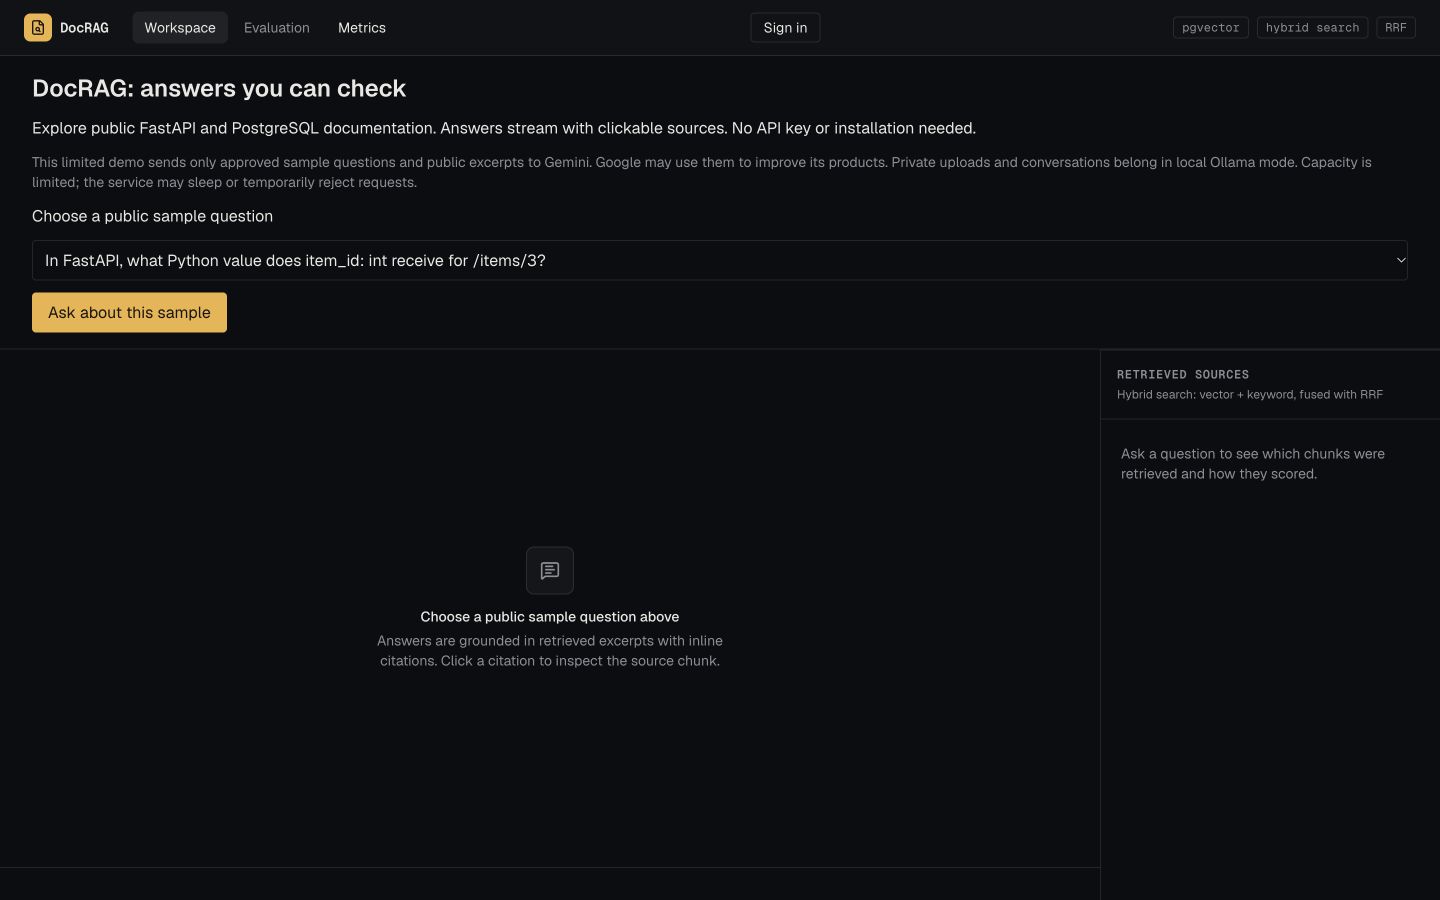 DocRAG
Workspace
Evaluation
Metrics
Sign in
pgvector
hybrid search
RRF
DocRAG: answers you can check
Explore public FastAPI and PostgreSQL documentation. Answers stream with clickable sources. No API key or installation needed.
This limited demo sends only approved sample questions and public excerpts to Gemini. Google may use them to improve its products. Private uploads and conversations belong in local Ollama mode. Capacity is
limited; the service may sleep or temporarily reject requests.
Choose a public sample question
In FastAPI, what Python value does item_id: int receive for /items/3?
Ask about this sample
RETRIEVED SOURCES
Hybrid search: vector + keyword, fused with RRF
Ask a question to see which chunks were
retrieved and how they scored.
Choose a public sample question above
Answers are grounded in retrieved excerpts with inline
citations. Click a citation to inspect the source chunk.